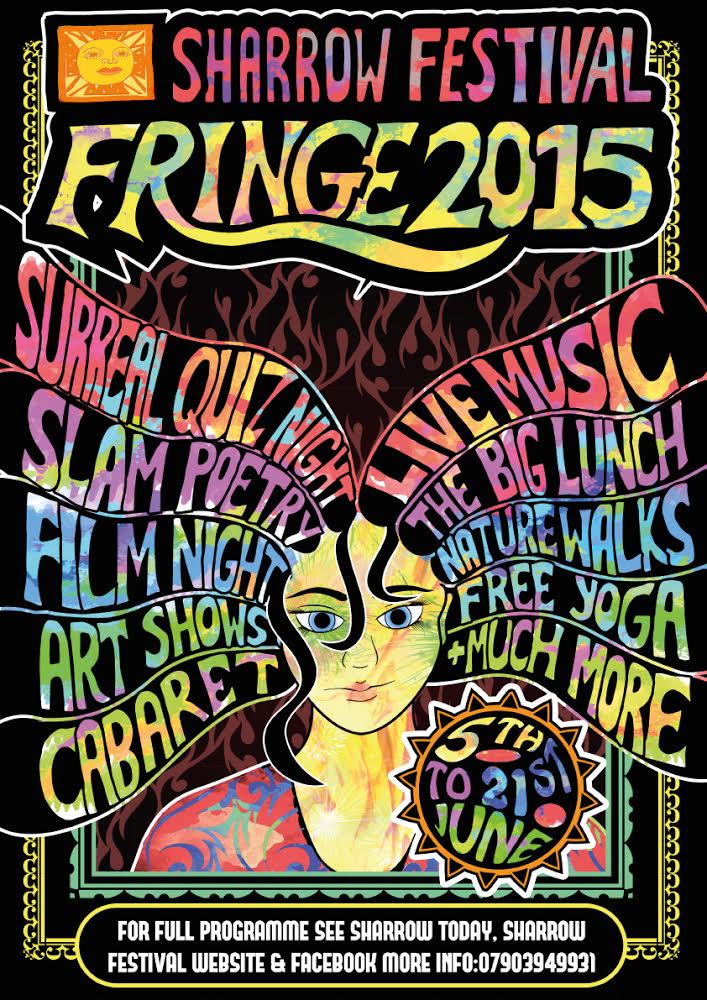 SHARROW FESTIVAL
FRINGE 2015
SURREAL QUIZ NIGHT
SLAM POETRY
FILM NIGHT
ART SHOWS
CABARET
LIVE MUSIC
THE BIG LUNCH
NATURE WALKS
FREE YOGA
+MUCH MORE
5TH
TO 21ST
JUNE
FOR FULL PROGRAMME SEE SHARROW TODAY, SHARROW
FESTIVAL WEBSITE & FACEBOOK MORE INFO:07903949931